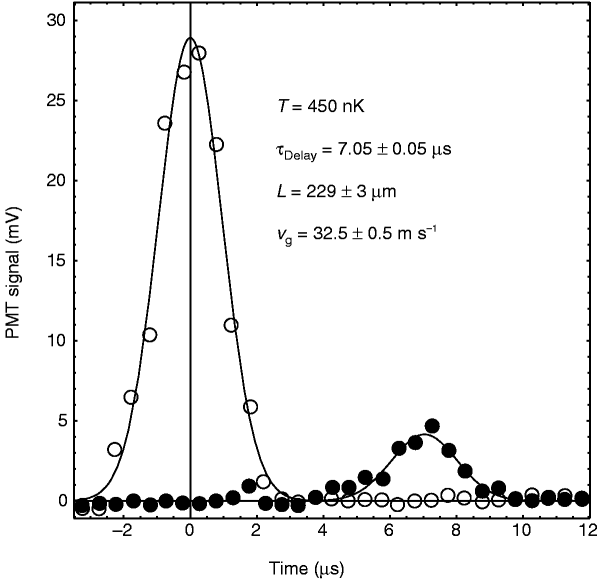 30
25
20
15
10
5
0
PMT signal (mV)
T = 450 nK
τDelay = 7.05 ± 0.05 μs
L = 229 ± 3 μm
vg = 32.5 ± 0.5 m s⁻¹
−2 0 2 4 6 8 10 12
Time (μs)